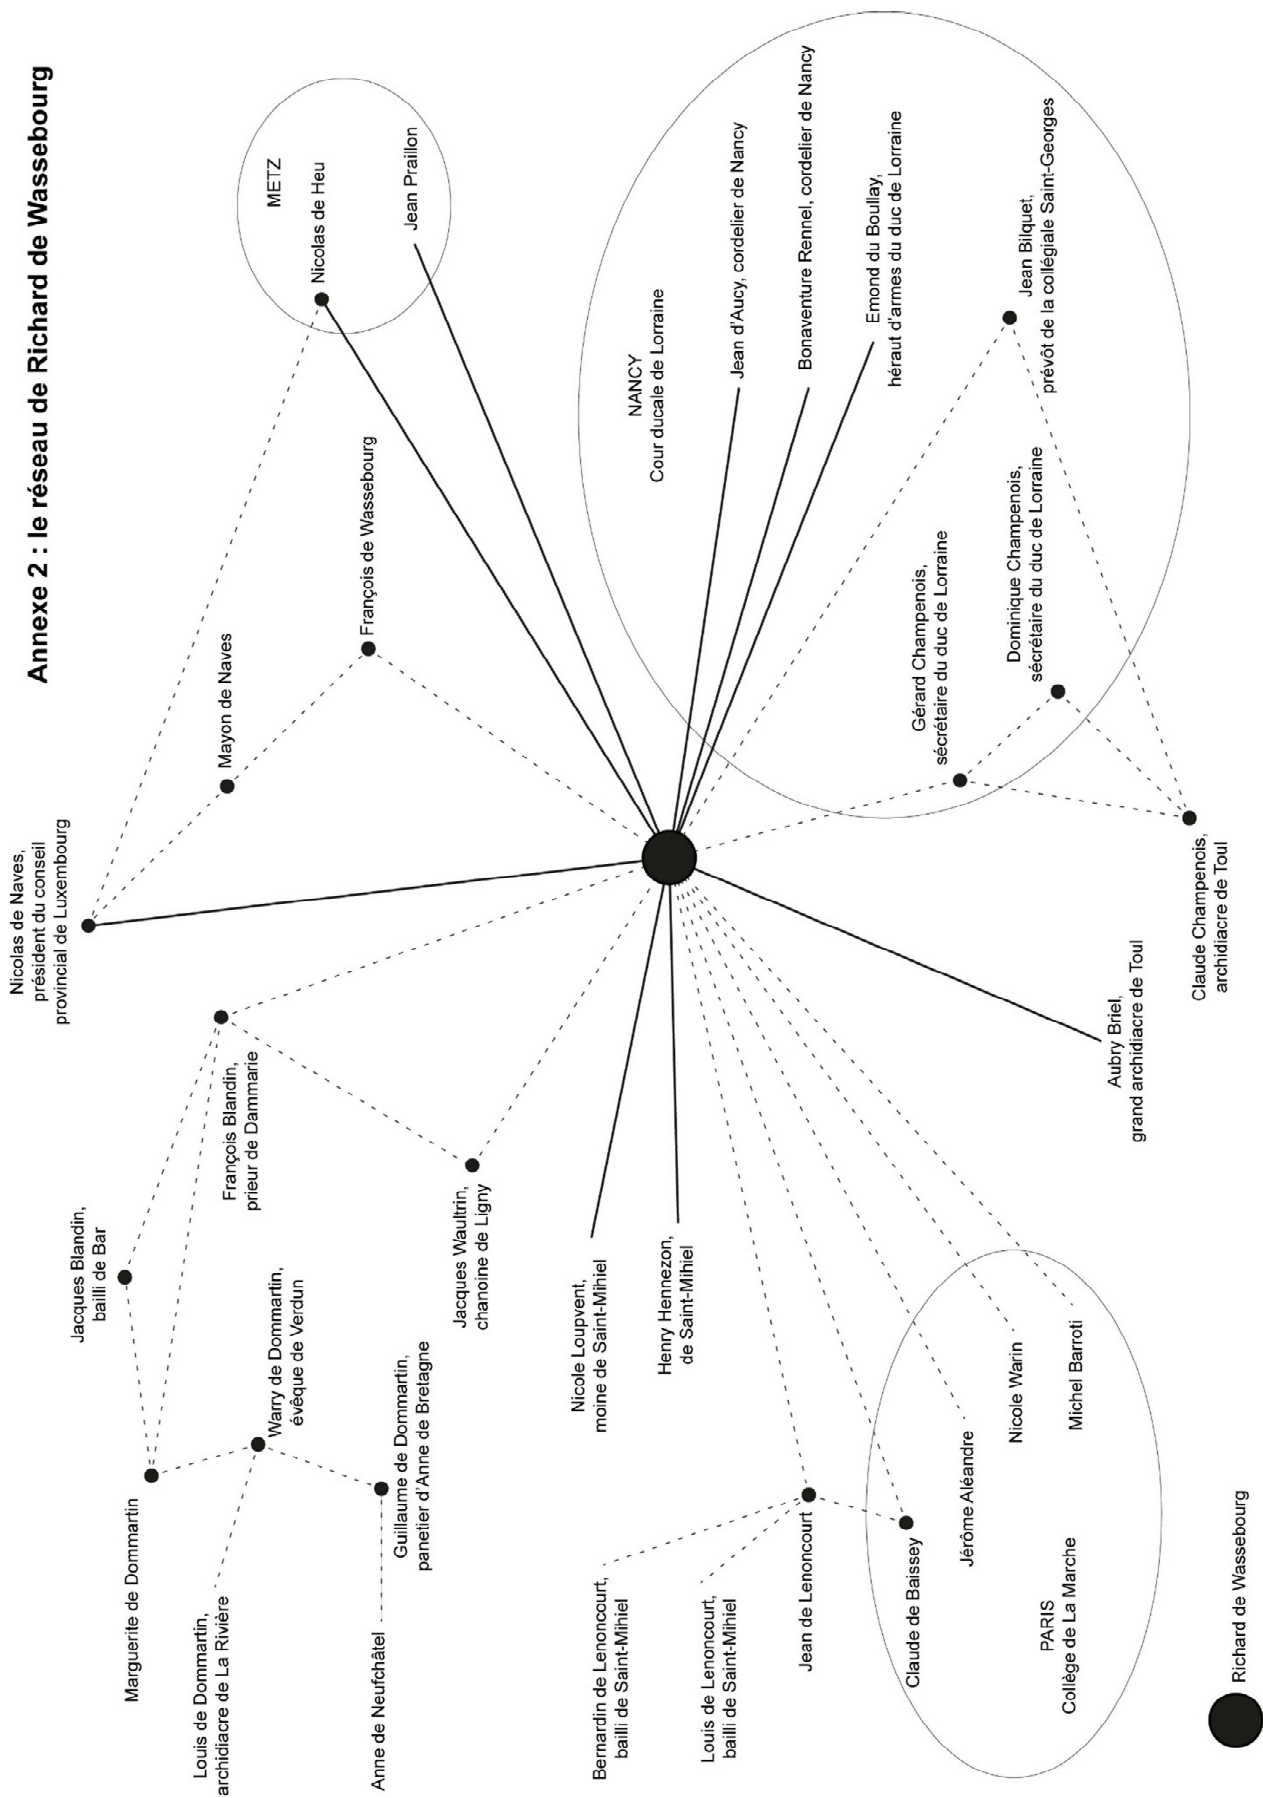 Annexe 2 : le réseau de Richard de Wassebourg
Nicolas de Naves,
président du conseil
provincial de Luxembourg
Mayon de Naves
François de Wassebourg
METZ
Nicolas de Heu
Jean Praillon
Jacques Blandin,
bailli de Bar
François Blandin,
prieur de Dammarie
Marguerite de Dommartin
Warry de Dommartin,
évêque de Verdun
Louis de Dommartin,
archidiacre de La Rivière
Guillaume de Dommartin,
panetier d'Anne de Bretagne
Anne de Neufchâtel
Jacques Waultrin,
chanoine de Ligny
NANCY
Cour ducale de Lorraine
Jean d'Aucy, cordelier de Nancy
Bonaventure Rennel, cordelier de Nancy
Emond du Boullay,
héraut d'armes du duc de Lorraine
Jean Bilquet,
prévôt de la collégiale Saint-Georges
Gérard Champenois,
sécrétaire du duc de Lorraine
Dominique Champenois,
sécrétaire du duc de Lorraine
Claude Champenois,
archidiacre de Toul
Aubry Briel,
grand archidiacre de Toul
Nicole Loupvent,
moine de Saint-Mihiel
Henry Hennezon,
de Saint-Mihiel
Bernardin de Lenoncourt,
bailli de Saint-Mihiel
Louis de Lenoncourt,
bailli de Saint-Mihiel
Jean de Lenoncourt
Claude de Baissey
Jérôme Aléandre
Nicole Warin
Michel Barroti
PARIS
Collège de La Marche
Richard de Wassebourg